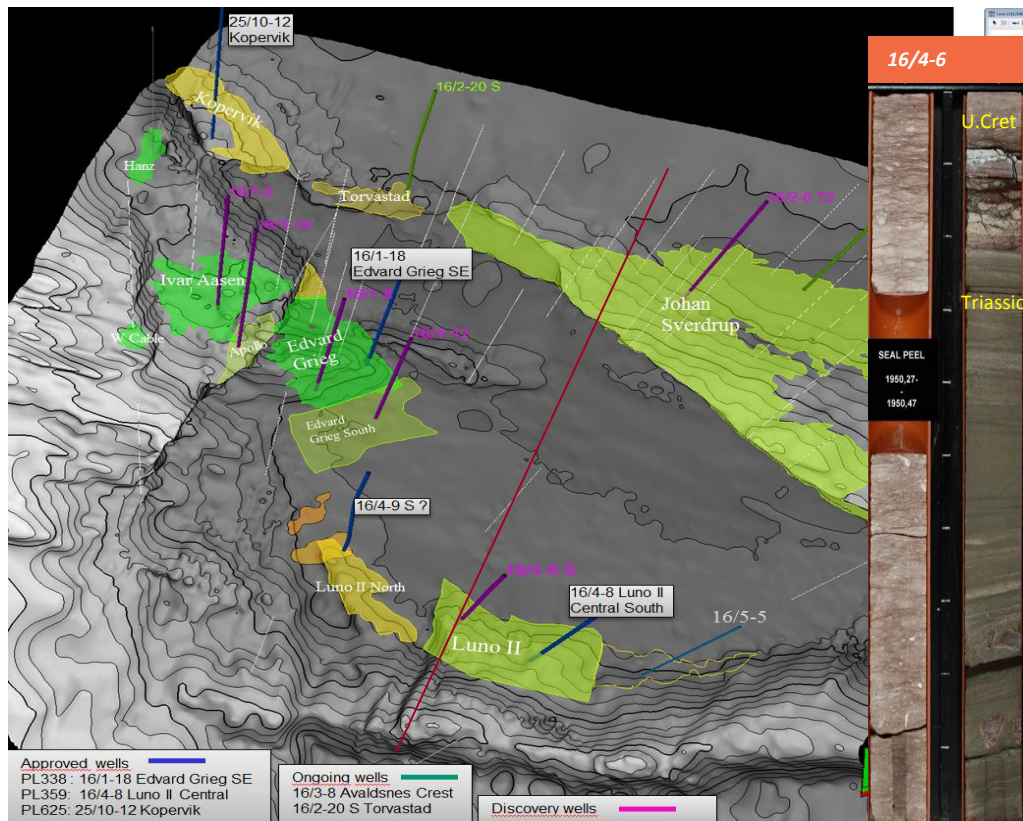 25/10-12
Kopervik
16/4-6
16/2-20 S
Kopervik
U.Cret
Hanz
Torvastad
16/2-6 T2
16/1-18
Edvard Grieg SE
Ivar Aasen
Johan
Sverdrup
Triassic
W Cable
Apollo
Edvard
Grieg
16/1-8
SEAL PEEL
1950,27-
-
1950,47
Edvard
Grieg South
16/4-9 S ?
16/4-6 S
Luno II North
16/4-8 Luno II
Central South
16/5-5
Luno II
Approved wells
PL338 : 16/1-18 Edvard Grieg SE
PL359: 16/4-8 Luno II Central
PL625: 25/10-12 Kopervik
Ongoing wells
16/3-8 Avaldsnes Crest
16/2-20 S Torvastad
Discovery wells